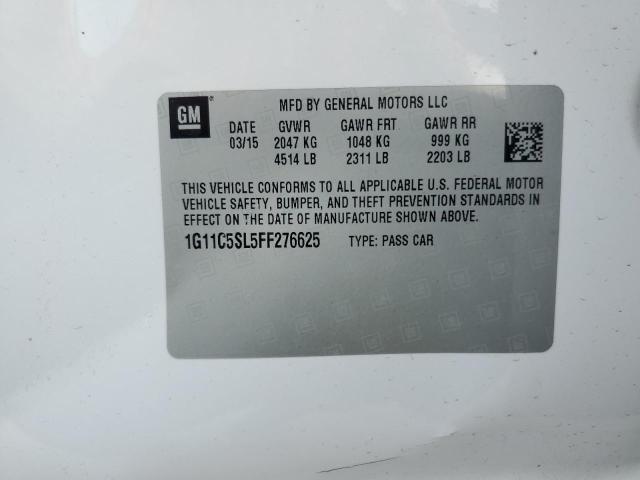 GM
MFD BY GENERAL MOTORS LLC
DATE GVWR GAWR FRT GAWR RR
03/15 2047 KG 1048 KG 999 KG
4514 LB 2311 LB 2203 LB
THIS VEHICLE CONFORMS TO ALL APPLICABLE U.S. FEDERAL MOTOR
VEHICLE SAFETY, BUMPER, AND THEFT PREVENTION STANDARDS IN
EFFECT ON THE DATE OF MANUFACTURE SHOWN ABOVE.
1G11C5SL5FF276625 TYPE: PASS CAR